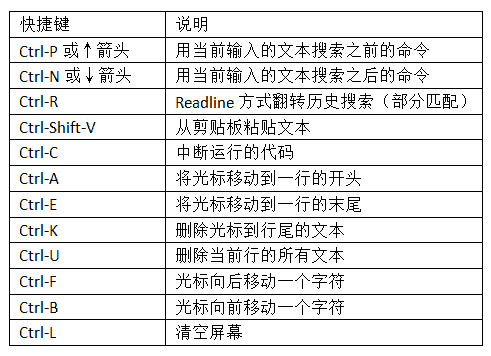 快捷键 说明
Ctrl-P 或↑箭头 用当前输入的文本搜索之前的命令
Ctrl-N 或↓箭头 用当前输入的文本搜索之后的命令
Ctrl-R Readline 方式翻转历史搜索（部分匹配）
Ctrl-Shift-V 从剪贴板粘贴文本
Ctrl-C 中断运行的代码
Ctrl-A 将光标移动到一行的开头
Ctrl-E 将光标移动到一行的末尾
Ctrl-K 删除光标到行尾的文本
Ctrl-U 删除当前行的所有文本
Ctrl-F 光标向后移动一个字符
Ctrl-B 光标向前移动一个字符
Ctrl-L 清空屏幕